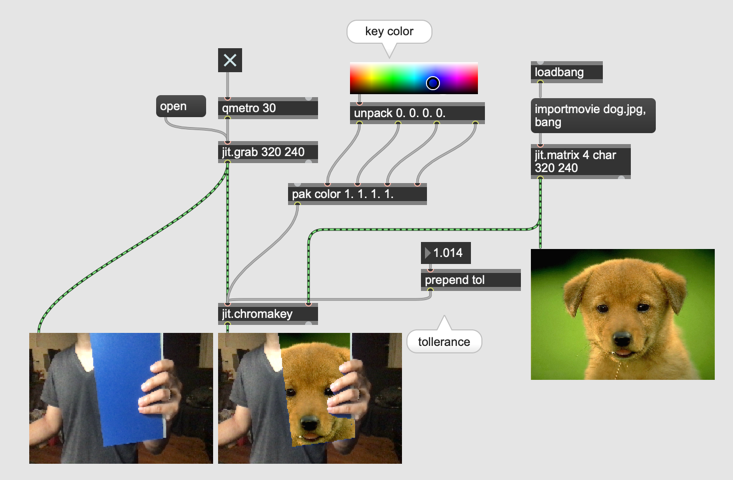 key color
loadbang
open
qmetro 30
unpack 0. 0. 0. 0.
importmovie dog.jpg,
bang
jit.grab 320 240
jit.matrix 4 char
320 240
pak color 1. 1. 1. 1.
1.014
prepend tol
jit.chromakey
tollerance